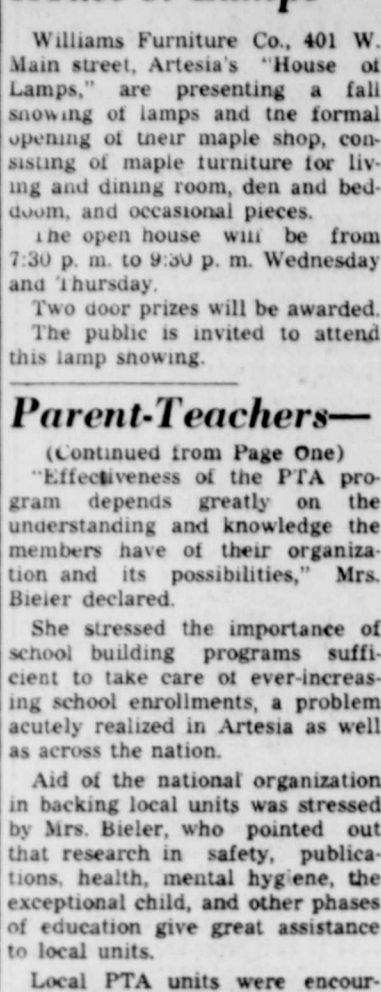 Williams Furniture Co., 401 W.
Main street, Artesia's "House of
Lamps," are presenting a fall
showing of lamps and the formal
opening of their maple shop, con-
sisting of maple furniture for liv-
ing and dining room, den and bed-
doom, and occasional pieces.
The open house will be from
7:30 p. m. to 9:30 p. m. Wednesday
and Thursday.
Two door prizes will be awarded.
The public is invited to attend
this lamp showing.
Parent-Teachers—
(Continued from Page One)
"Effectiveness of the PTA pro-
gram depends greatly on the
understanding and knowledge the
members have of their organiza-
tion and its possibilities," Mrs.
Bieler declared.
She stressed the importance of
school building programs suffi-
cient to take care of ever-increas-
ing school enrollments, a problem
acutely realized in Artesia as well
as across the nation.
Aid of the national organization
in backing local units was stressed
by Mrs. Bieler, who pointed out
that research in safety, publica-
tions, health, mental hygiene, the
exceptional child, and other phases
of education give great assistance
to local units.
Local PTA units were encour-